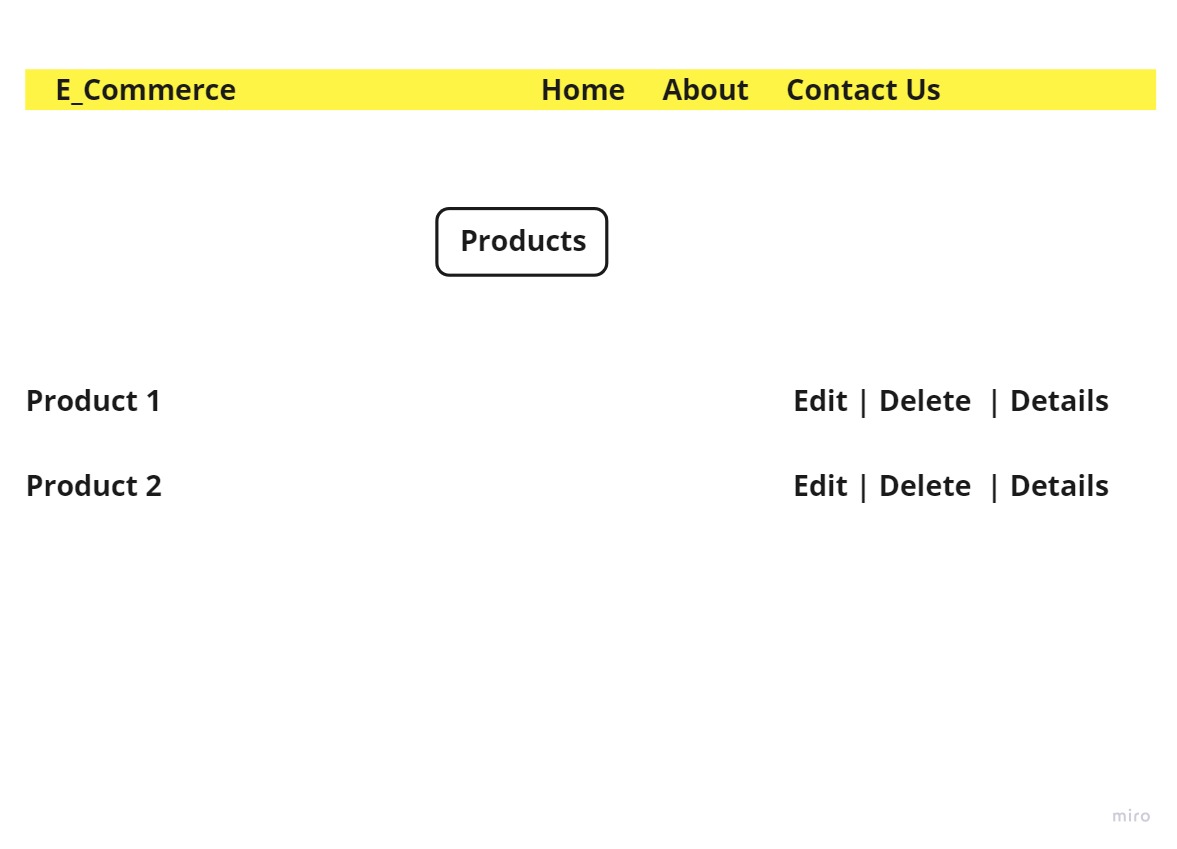 E_Commerce Home About Contact Us
Products
Product 1 Edit | Delete | Details
Product 2 Edit | Delete | Details
miro